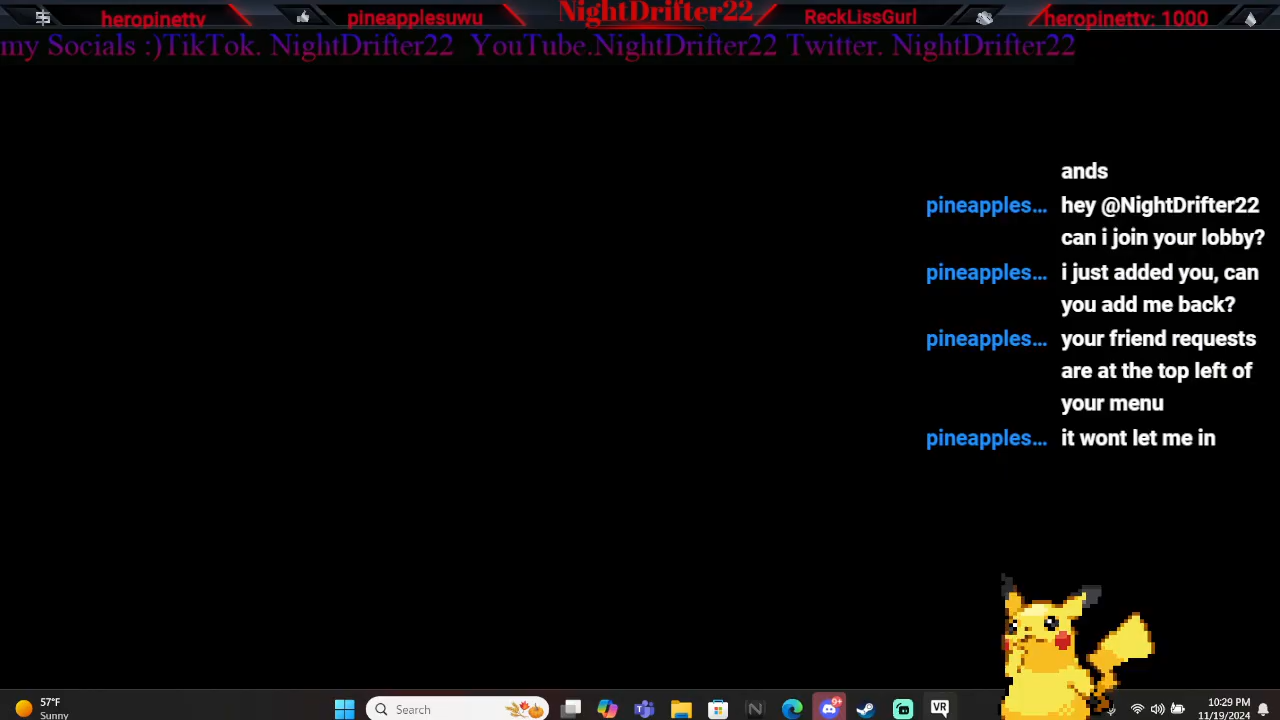 heropinettv
pineapplesuwu
NightDrifter22
ReckLissGurl
heropinettv: 1000
my Socials :)TikTok. NightDrifter22 YouTube.NightDrifter22 Twitter. NightDrifter22
ands
pineapples… hey @NightDrifter22
can i join your lobby?
pineapples… i just added you, can
you add me back?
pineapples… your friend requests
are at the top left of
your menu
pineapples… it wont let me in
57°F
Sunny
Search
9+
VR
10:29 PM
11/19/2024